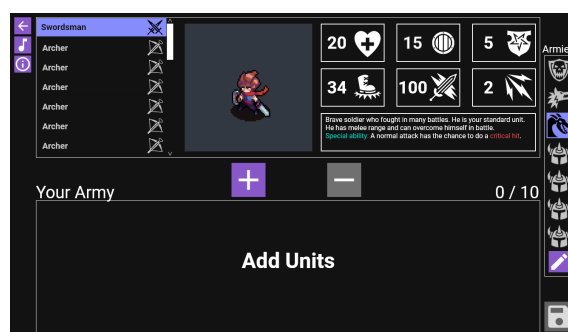 Swordsman
Archer
Archer
Archer
Archer
Archer
Archer
20
15
5
34
100
2
Brave soldier who fought in many battles. He is your standard unit.
He has melee range and can overcome himself in battle.
Special ability: A normal attack has the chance to do a critical hit.
Armie
Your Army
0 / 10
Add Units